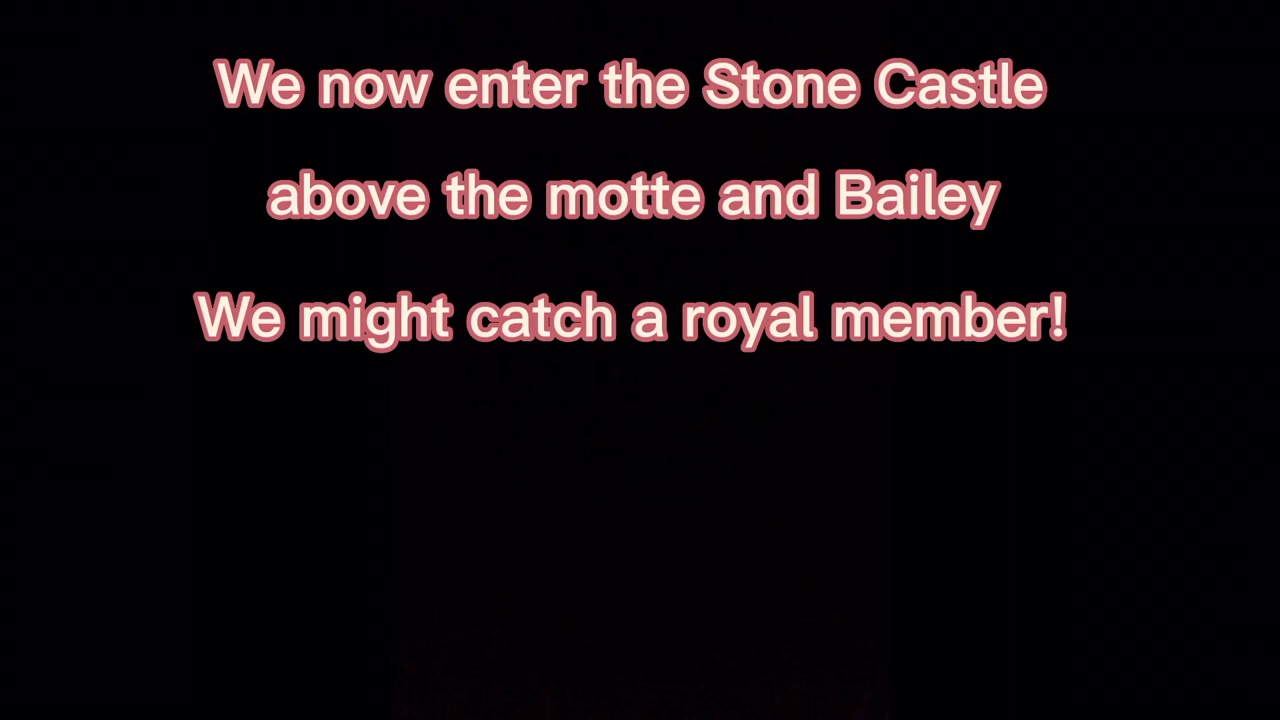 We now enter the Stone Castle
above the motte and Bailey
We might catch a royal member!